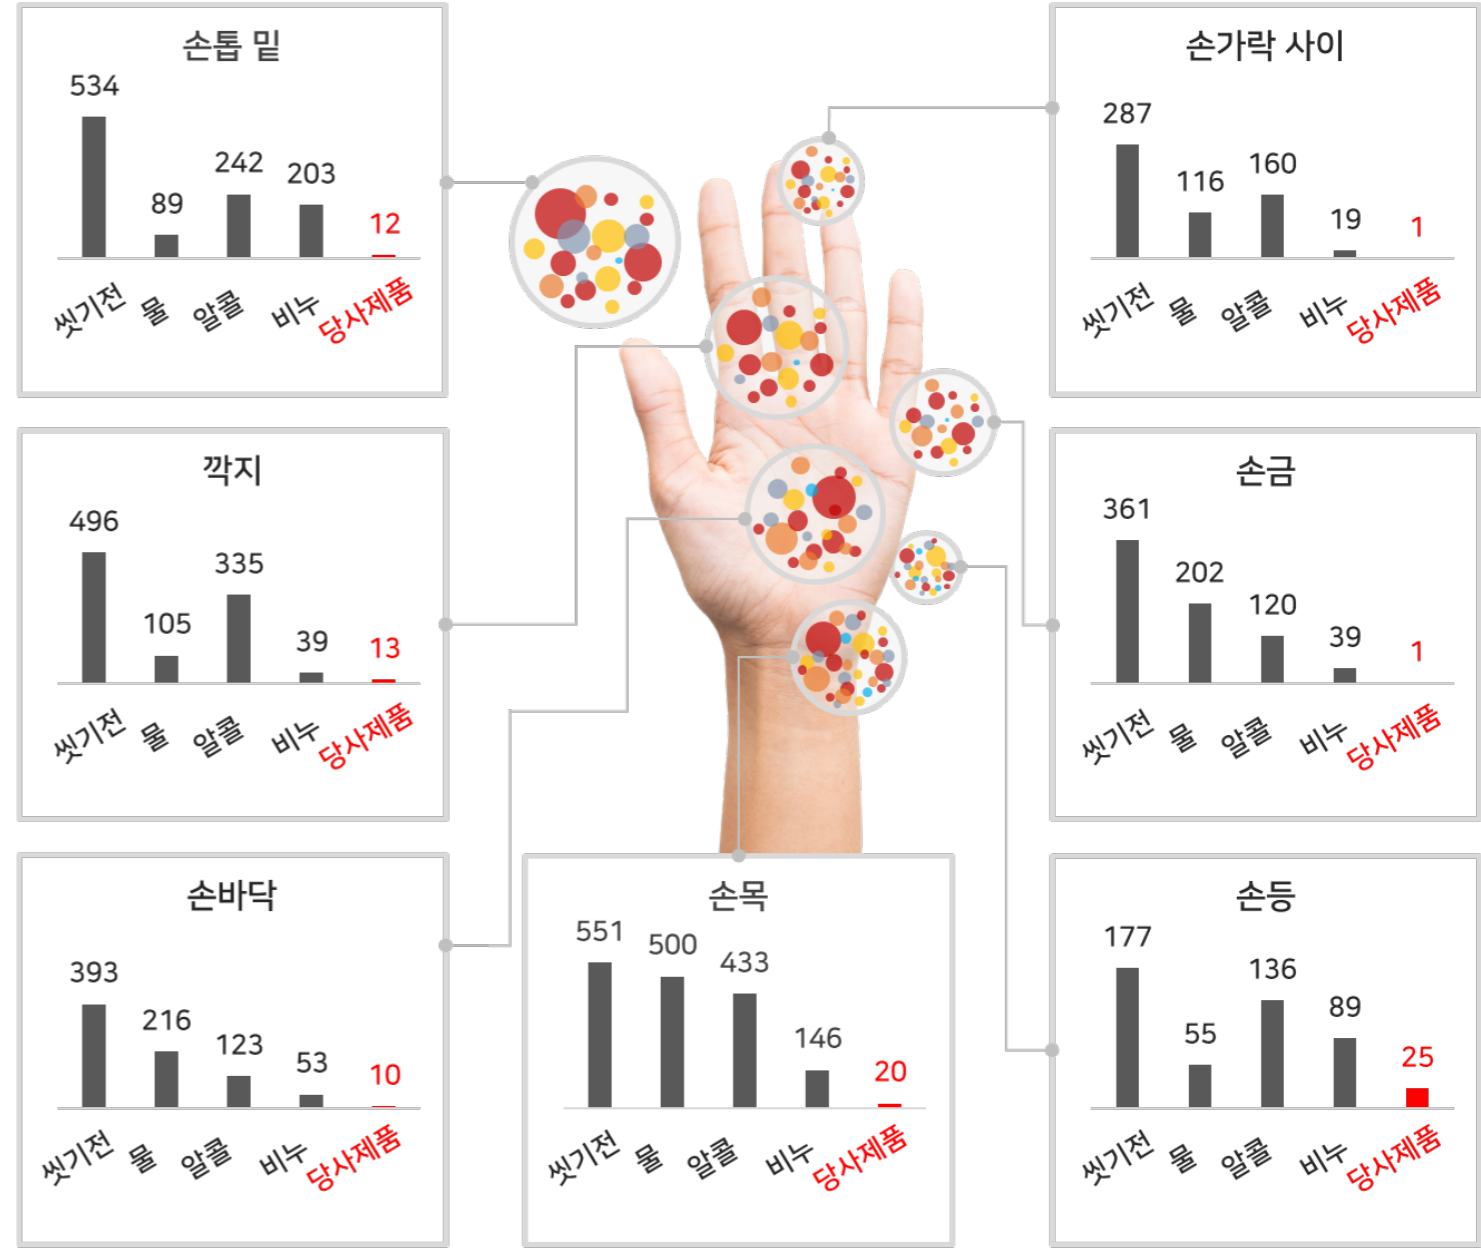 손톱 밑
534
89
242
203
12
씻기전
물
알콜
비누
당사제품
손가락 사이
287
116
160
19
1
씻기전
물
알콜
비누
당사제품
깍지
496
105
335
39
13
씻기전
물
알콜
비누
당사제품
손금
361
202
120
39
1
씻기전
물
알콜
비누
당사제품
손바닥
393
216
123
53
10
씻기전
물
알콜
비누
당사제품
손목
551
500
433
146
20
씻기전
물
알콜
비누
당사제품
손등
177
55
136
89
25
씻기전
물
알콜
비누
당사제품